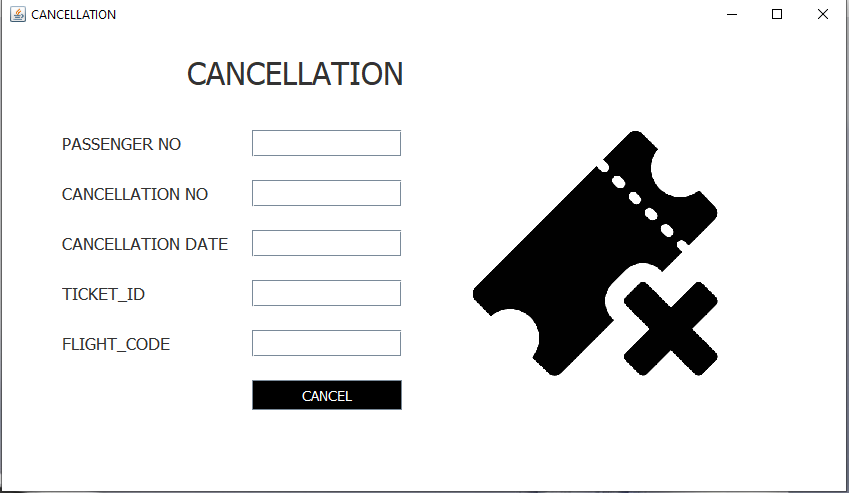 CANCELLATION
CANCELLATION
PASSENGER NO
CANCELLATION NO
CANCELLATION DATE
TICKET_ID
FLIGHT_CODE
CANCEL